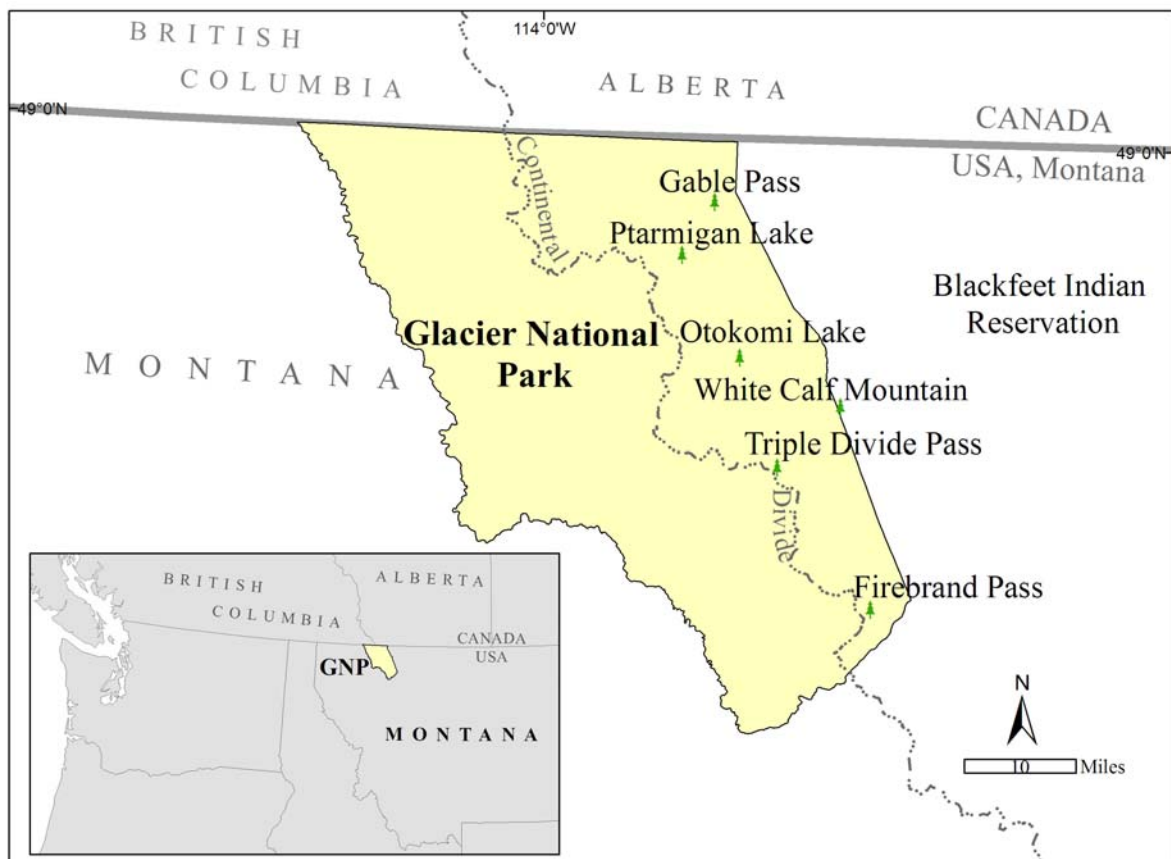 114°0'W
BRITISH
COLUMBIA
ALBERTA
49°0'N
CANADA
49°0'N
USA, Montana
Continental
Gable Pass
Ptarmigan Lake
Blackfeet Indian
Reservation
Glacier National
Park
Otokomi Lake
MONTANA
White Calf Mountain
Triple Divide Pass
Divide
Firebrand Pass
N
10 Miles
BRITISH
COLUMBIA
ALBERTA
CANADA
USA
GNP
MONTANA